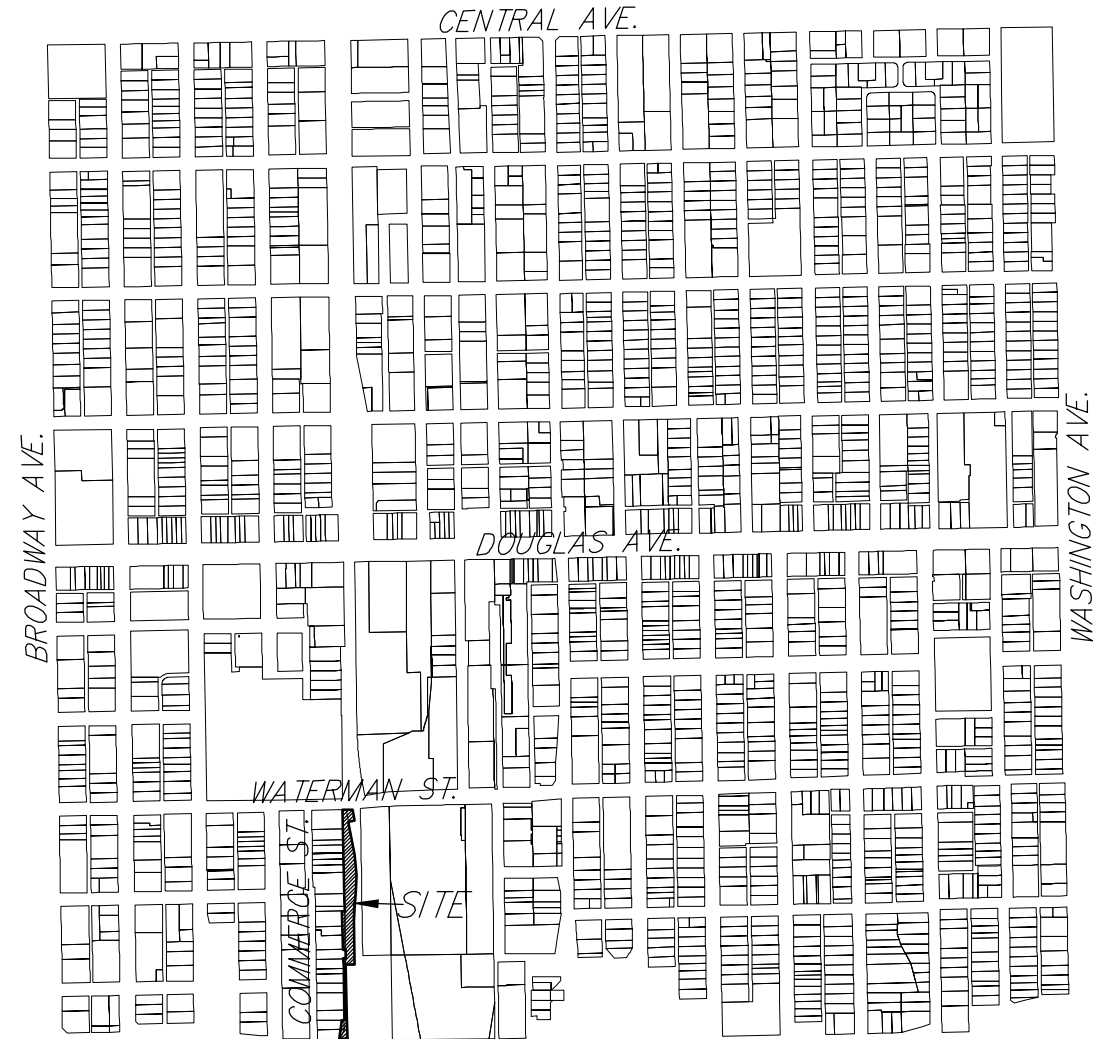 CENTRAL AVE.
BROADWAY AVE.
WASHINGTON AVE.
DOUGLAS AVE.
WATERMAN ST.
COMMERCE ST.
SITE